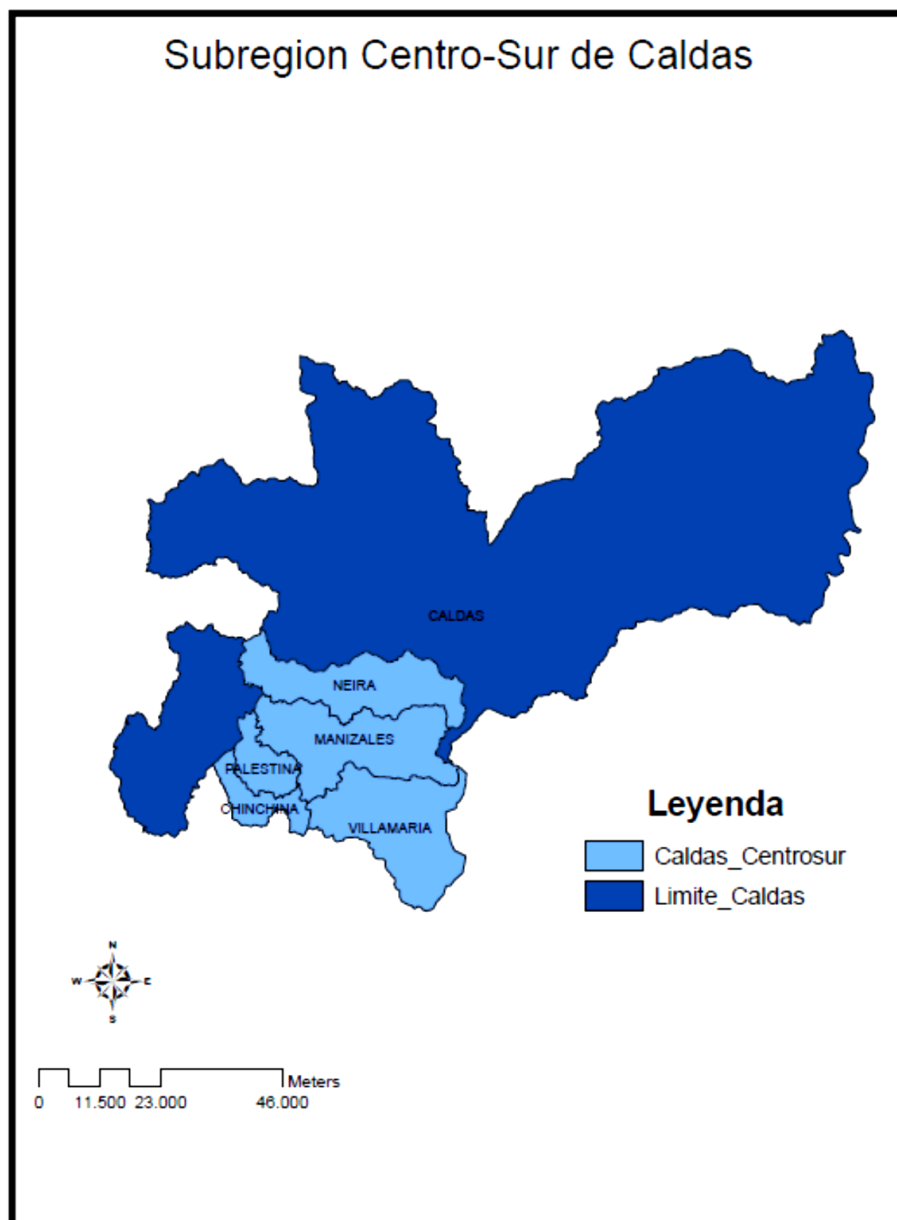 Subregion Centro-Sur de Caldas
CALDAS
NEIRA
MANIZALES
PALESTINA
CHINCHINA
VILLAMARIA
Leyenda
Caldas_Centrosur
Limite_Caldas
N
W E
S
Meters
0 11.500 23.000 46.000